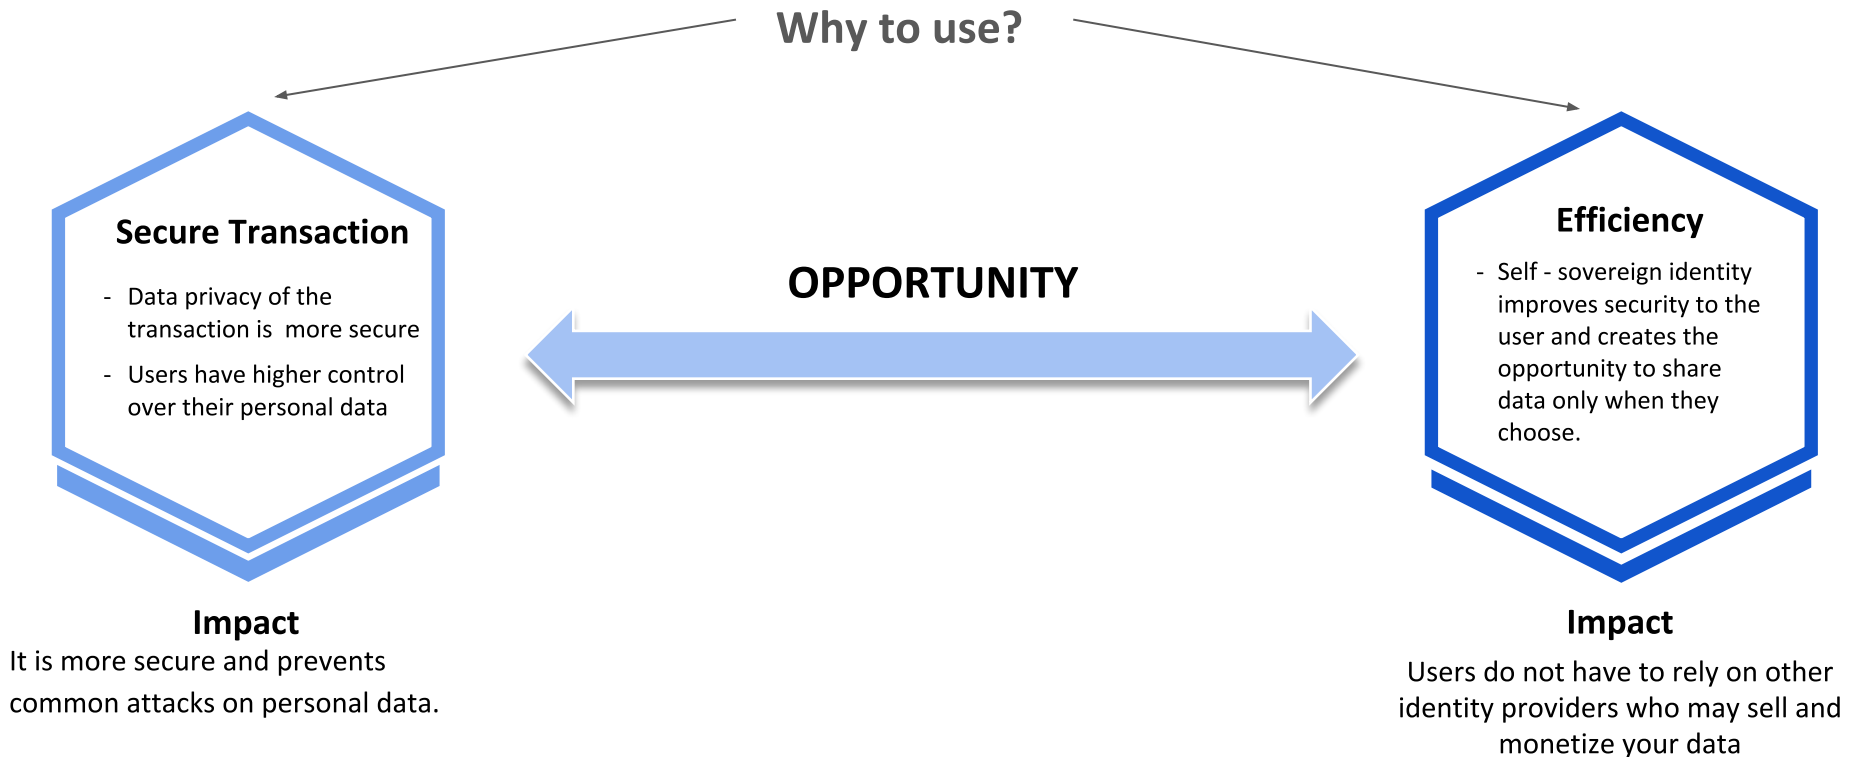 Why to use?
Secure Transaction
- Data privacy of the
transaction is  more secure
- Users have higher control
over their personal data
Impact
It is more secure and prevents
common attacks on personal data.
OPPORTUNITY
Efficiency
- Self - sovereign identity
improves security to the
user and creates the
opportunity to share
data only when they
choose.
Impact
Users do not have to rely on other
identity providers who may sell and
monetize your data